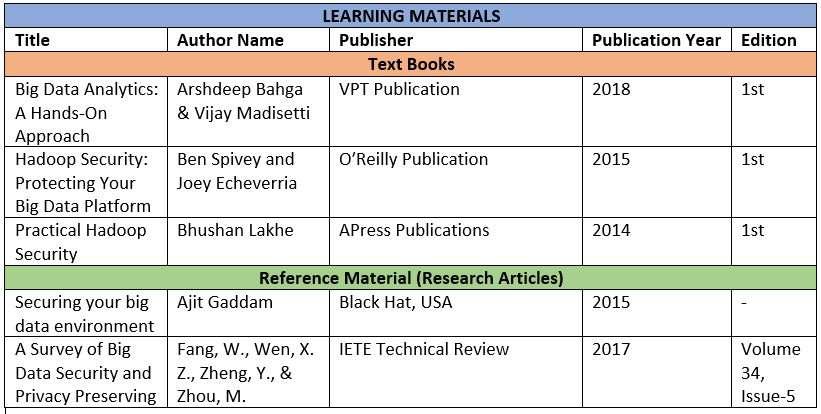 LEARNING MATERIALS
Title Author Name Publisher Publication Year Edition
Text Books
Big Data Analytics: Arshdeep Bahga VPT Publication 2018 1st
A Hands-On & Vijay Madisetti
Approach
Hadoop Security: Ben Spivey and O’Reilly Publication 2015 1st
Protecting Your Joey Echeverria
Big Data Platform
Practical Hadoop Bhushan Lakhe APress Publications 2014 1st
Security
Reference Material (Research Articles)
Securing your big Ajit Gaddam Black Hat, USA 2015 -
data environment
A Survey of Big Fang, W., Wen, X. IETE Technical Review 2017 Volume
Data Security and Z., Zheng, Y., & 34,
Privacy Preserving Zhou, M. Issue-5